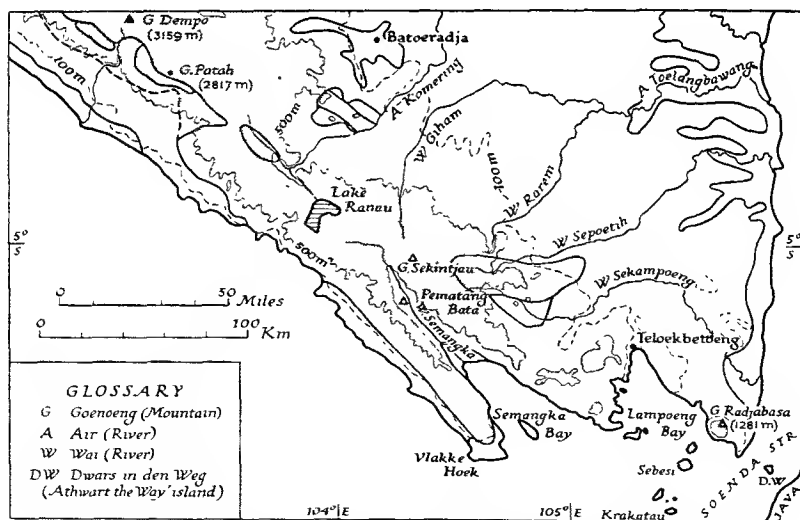 G Dempo
(3159 m)
Batoeradja
G. Patah
(2817 m)
100m
500m
A Komering
A Toelangbawang
W Giham
100m
W Rarem
Lake
Ranau
W Sepoetih
5°
S
5°
S
500m
G. Sekintjau
W Sekampoeng
Pematang
Bata
W Semangka
0 50 Miles
0 100 Km
Teloekbetoeng
GLOSSARY
G Goenoeng (Mountain)
A Air (River)
W Wai (River)
DW Dwars in den Weg
(Athwart the Way' island)
Semangka
Bay
Lampoeng
Bay
G Radjabasa
(1281 m)
Vlakke
Hoek
Sebesi
SOENDA STR
D.W
JAVA
104° E
105° E
Krakatau